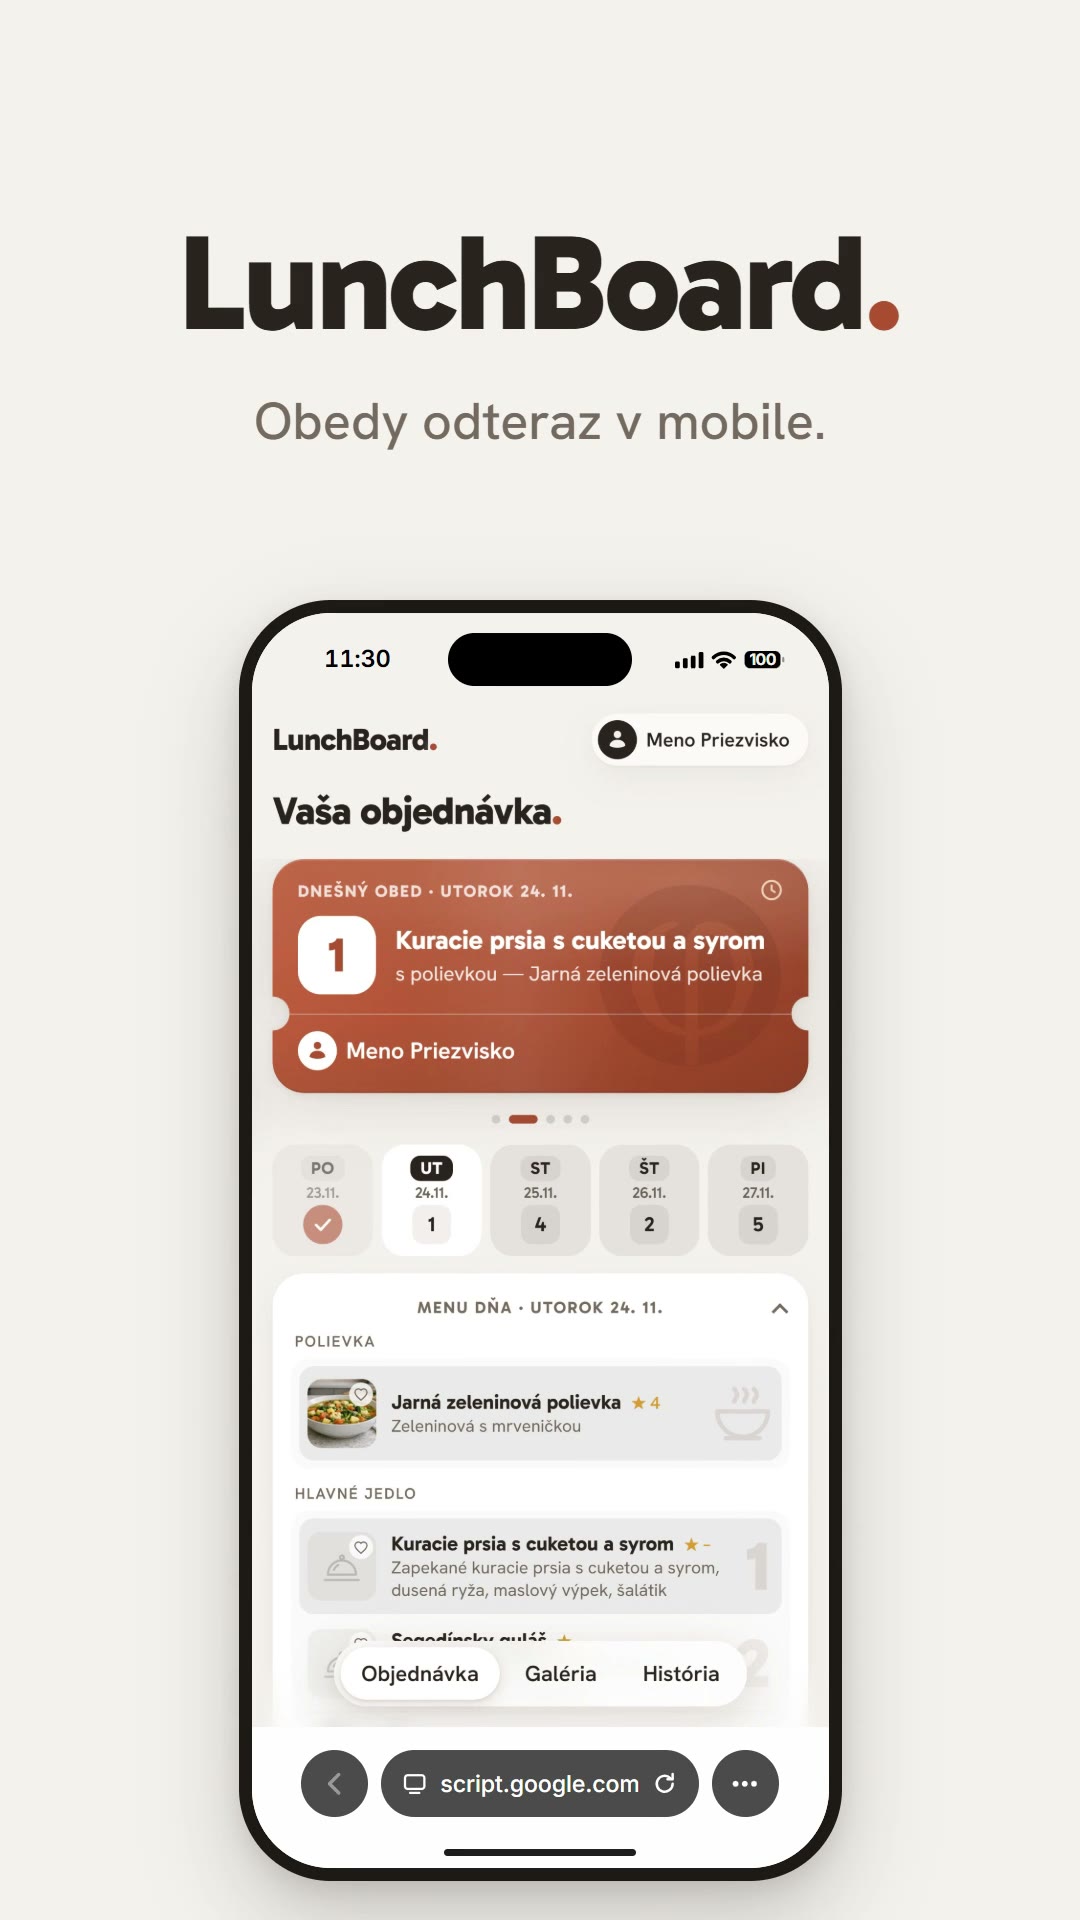 LunchBoard.
Obedy odteraz v mobile.
11:30
100
LunchBoard.
Meno Priezvisko
Vaša objednávka.
DNEŠNÝ OBED · UTOROK 24. 11.
1
Kuracie prsia s cuketou a syrom
s polievkou — Jarná zeleninová polievka
Meno Priezvisko
PO
23.11.
UT
24.11.
1
ST
25.11.
4
ŠT
26.11.
2
PI
27.11.
5
MENU DŇA · UTOROK 24. 11.
POLIEVKA
Jarná zeleninová polievka ★ 4
Zeleninová s mrveničkou
HLAVNÉ JEDLO
Kuracie prsia s cuketou a syrom ★ –
Zapekané kuracie prsia s cuketou a syrom,
dusená ryža, maslový výpek, šalátik
1
Segedínsky guláš ★
2
Objednávka
Galéria
História
script.google.com